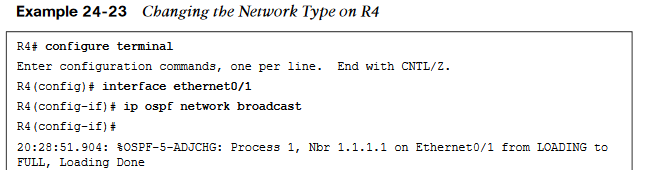 Example 24-23 Changing the Network Type on R4
R4# configure terminal
Enter configuration commands, one per line. End with CNTL/Z.
R4(config)# interface ethernet0/1
R4(config-if)# ip ospf network broadcast
R4(config-if)#
20:28:51.904: %OSPF-5-ADJCHG: Process 1, Nbr 1.1.1.1 on Ethernet0/1 from LOADING to
FULL, Loading Done